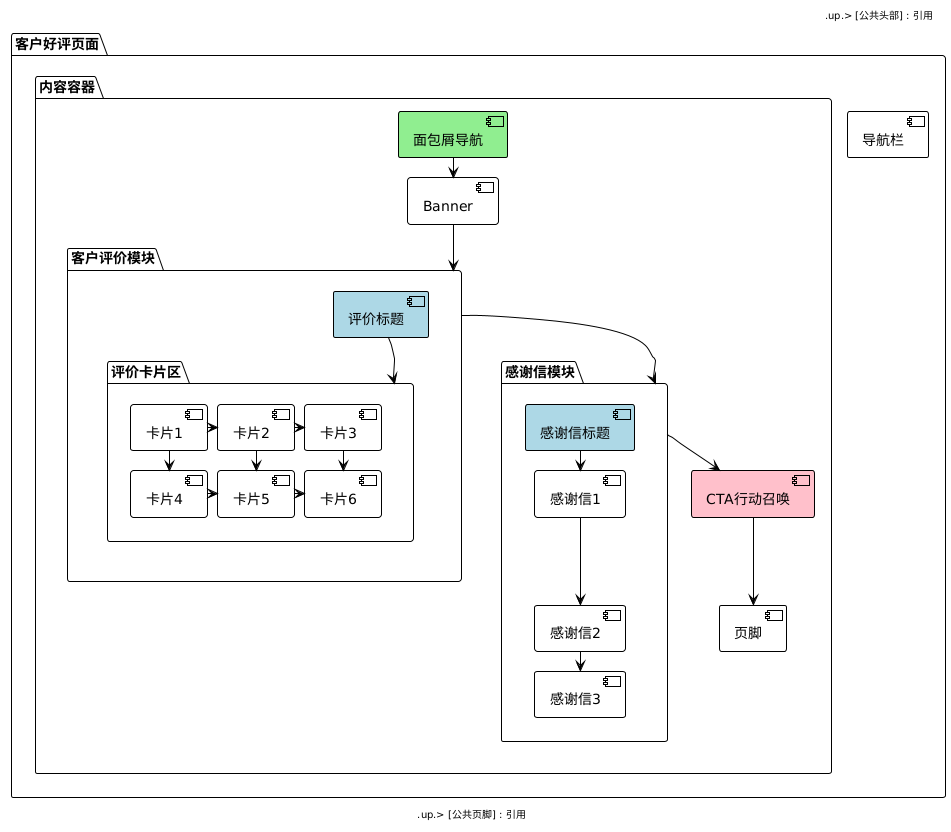 .up.> [公共头部] : 引用
客户好评页面
内容容器
面包屑导航
导航栏
Banner
客户评价模块
评价标题
评价卡片区
感谢信模块
卡片1
卡片2
卡片3
感谢信标题
卡片4
卡片5
卡片6
感谢信1
CTA行动召唤
感谢信2
页脚
感谢信3
.up.> [公共页脚] : 引用